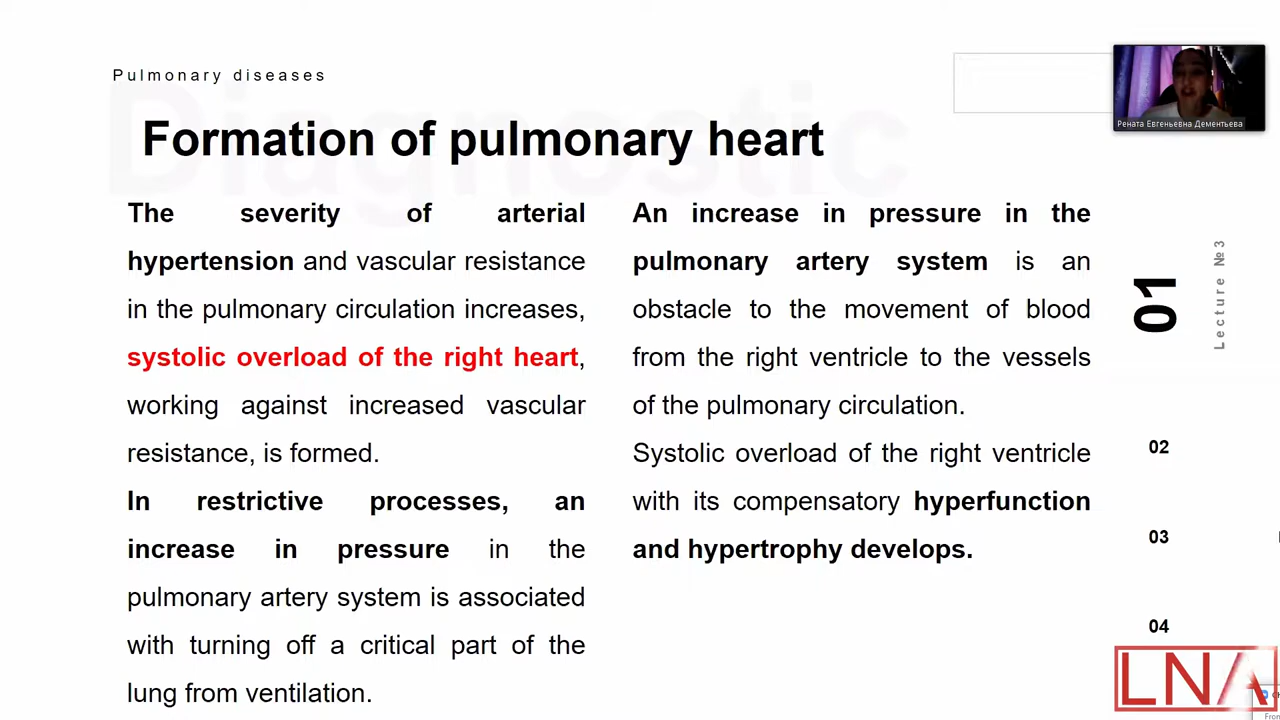 Pulmonary diseases
Diagnostic
Formation of pulmonary heart
Рената Евгеньевна Дементьева
The severity of arterial
hypertension and vascular resistance
in the pulmonary circulation increases,
systolic overload of the right heart,
working against increased vascular
resistance, is formed.
In restrictive processes, an
increase in pressure in the
pulmonary artery system is associated
with turning off a critical part of the
lung from ventilation.
An increase in pressure in the
pulmonary artery system is an
obstacle to the movement of blood
from the right ventricle to the vessels
of the pulmonary circulation.
Systolic overload of the right ventricle
with its compensatory hyperfunction
and hypertrophy develops.
01
Lecture №3
02
03
04
LNA